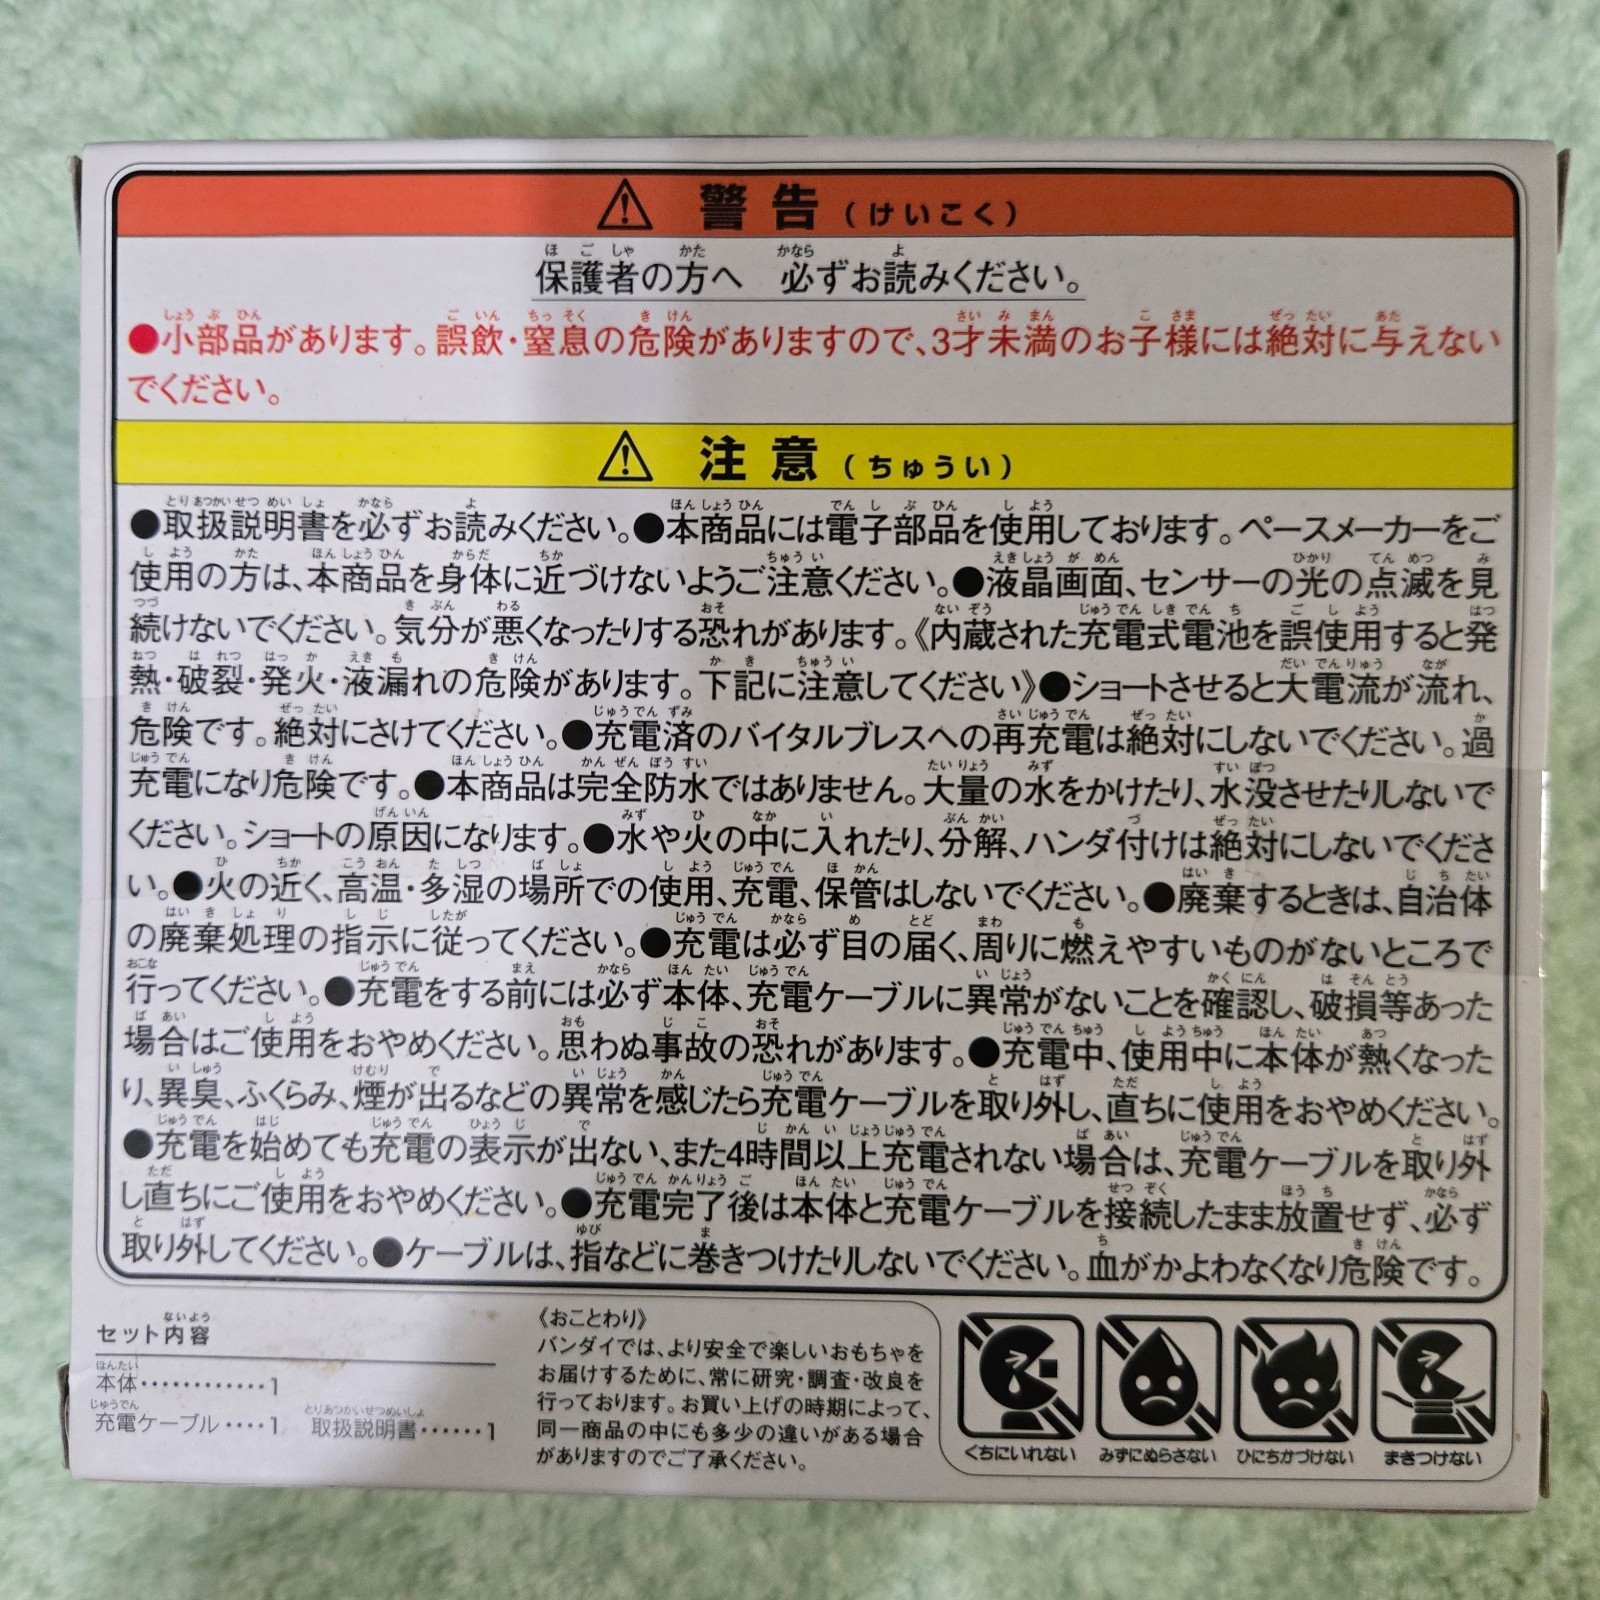 警告（けいこく）
保護者の方へ　必ずお読みください。
●小部品があります。誤飲・窒息の危険がありますので、3才未満のお子様には絶対に与えない
でください。
注意（ちゅうい）
●取扱説明書を必ずお読みください。●本商品には電子部品を使用しております。ペースメーカーをご
使用の方は、本商品を身体に近づけないようご注意ください。●液晶画面、センサーの光の点滅を見
続けないでください。気分が悪くなったりする恐れがあります。《内蔵された充電式電池を誤使用すると発
熱・破裂・発火・液漏れの危険があります。下記に注意してください》●ショートさせると大電流が流れ、
危険です。絶対にさけてください。●充電済のバイタルブレスへの再充電は絶対にしないでください。過
充電になり危険です。●本商品は完全防水ではありません。大量の水をかけたり、水没させたりしないで
ください。ショートの原因になります。●水や火の中に入れたり、分解、ハンダ付けは絶対にしないでくださ
い。●火の近く、高温・多湿の場所での使用、充電、保管はしないでください。●廃棄するときは、自治体
の廃棄処理の指示に従ってください。●充電は必ず目の届く、周りに燃えやすいものがないところで
行ってください。●充電をする前には必ず本体、充電ケーブルに異常がないことを確認し、破損等あった
場合はご使用をおやめください。思わぬ事故の恐れがあります。●充電中、使用中に本体が熱くなった
り、異臭、ふくらみ、煙が出るなどの異常を感じたら充電ケーブルを取り外し、直ちに使用をおやめください。
●充電を始めても充電の表示が出ない、また4時間以上充電されない場合は、充電ケーブルを取り外
し直ちにご使用をおやめください。●充電完了後は本体と充電ケーブルを接続したまま放置せず、必ず
取り外してください。●ケーブルは、指などに巻きつけたりしないでください。血がかよわなくなり危険です。
セット内容
本体・・・・・・・・・・・・1
充電ケーブル・・・・1　取扱説明書・・・・・・1
《おことわり》
バンダイでは、より安全で楽しいおもちゃを
お届けするために、常に研究・調査・改良を
行っております。お買い上げの時期によって、
同一商品の中にも多少の違いがある場合
がありますのでご了承ください。
くちにいれない　みずにぬらさない　ひにちかづけない　まきつけない